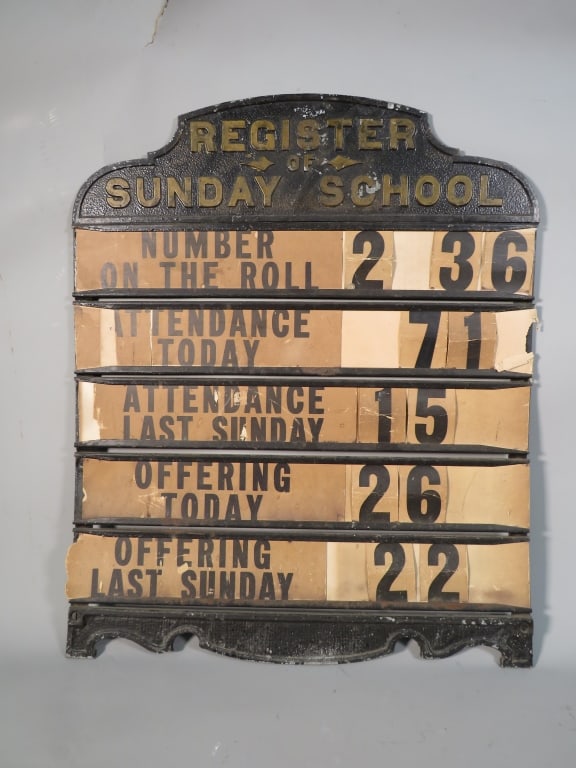 REGISTER
OF
SUNDAY SCHOOL
NUMBER
ON THE ROLL 2 36
ATTENDANCE
TODAY 71
ATTENDANCE
LAST SUNDAY 15
OFFERING
TODAY 26
OFFERING
LAST SUNDAY 22